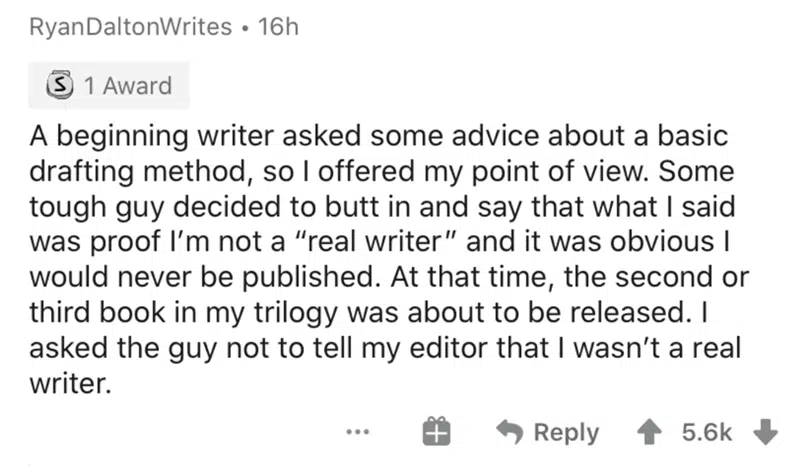 RyanDaltonWrites • 16h
S 1 Award
A beginning writer asked some advice about a basic
drafting method, so I offered my point of view. Some
tough guy decided to butt in and say that what I said
was proof I’m not a “real writer” and it was obvious I
would never be published. At that time, the second or
third book in my trilogy was about to be released. I
asked the guy not to tell my editor that I wasn’t a real
writer.
... Reply 5.6k